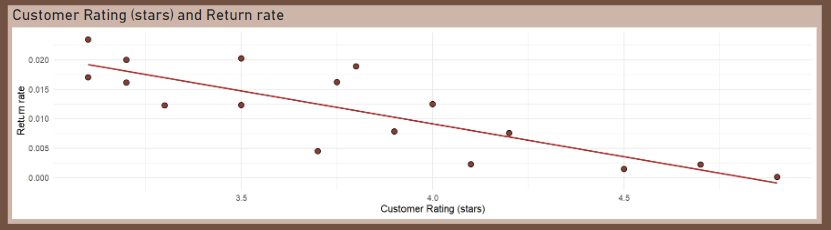 Customer Rating (stars) and Return rate
Return rate
0.020
0.015
0.010
0.005
0.000
3.5 4.0 4.5
Customer Rating (stars)